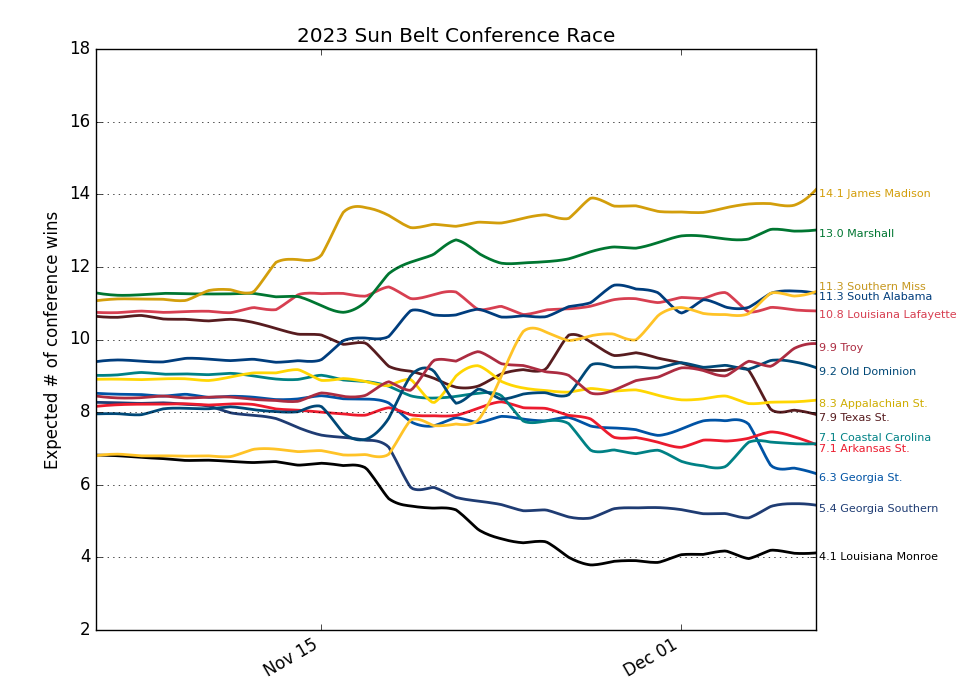 2023 Sun Belt Conference Race
Expected # of conference wins
18
16
14
12
10
8
6
4
2
Nov 15
Dec 01
14.1 James Madison
13.0 Marshall
11.3 Southern Miss
11.3 South Alabama
10.8 Louisiana Lafayette
9.9 Troy
9.2 Old Dominion
8.3 Appalachian St.
7.9 Texas St.
7.1 Coastal Carolina
7.1 Arkansas St.
6.3 Georgia St.
5.4 Georgia Southern
4.1 Louisiana Monroe